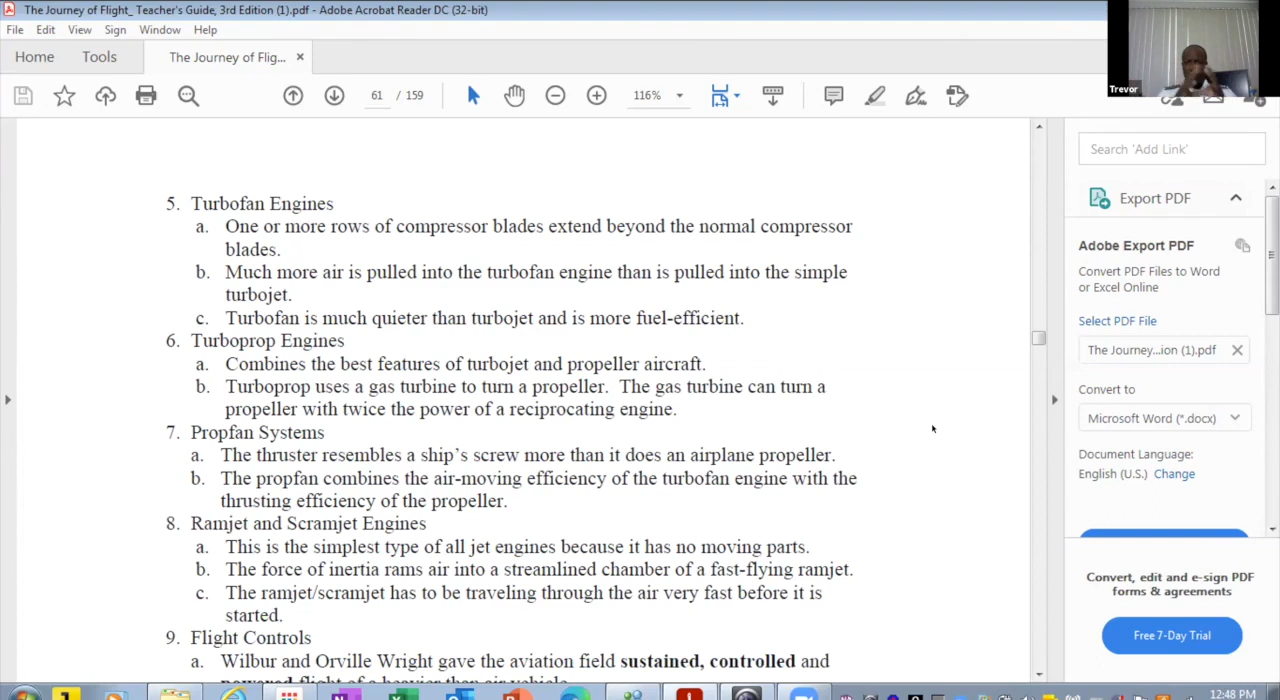 The Journey of Flight_ Teacher's Guide, 3rd Edition (1).pdf - Adobe Acrobat Reader DC (32-bit)
File Edit View Sign Window Help
Home Tools The Journey of Flig...
61 / 159 116%
Trevor
Search 'Add Link'
Export PDF
Adobe Export PDF
Convert PDF Files to Word
or Excel Online
Select PDF File
The Journey...ion (1).pdf
Convert to
Microsoft Word (*.docx)
Document Language:
English (U.S.) Change
Convert, edit and e-sign PDF
forms & agreements
Free 7-Day Trial
5. Turbofan Engines
a. One or more rows of compressor blades extend beyond the normal compressor
blades.
b. Much more air is pulled into the turbofan engine than is pulled into the simple
turbojet.
c. Turbofan is much quieter than turbojet and is more fuel-efficient.
6. Turboprop Engines
a. Combines the best features of turbojet and propeller aircraft.
b. Turboprop uses a gas turbine to turn a propeller. The gas turbine can turn a
propeller with twice the power of a reciprocating engine.
7. Propfan Systems
a. The thruster resembles a ship's screw more than it does an airplane propeller.
b. The propfan combines the air-moving efficiency of the turbofan engine with the
thrusting efficiency of the propeller.
8. Ramjet and Scramjet Engines
a. This is the simplest type of all jet engines because it has no moving parts.
b. The force of inertia rams air into a streamlined chamber of a fast-flying ramjet.
c. The ramjet/scramjet has to be traveling through the air very fast before it is
started.
9. Flight Controls
a. Wilbur and Orville Wright gave the aviation field sustained, controlled and
powered flight of a heavier than air vehicle.
12:48 PM